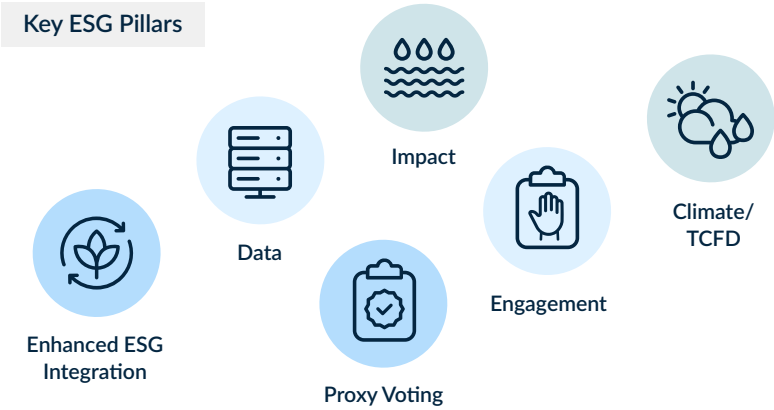 Key ESG Pillars
Impact
Climate/
TCFD
Data
Engagement
Enhanced ESG
Integration
Proxy Voting